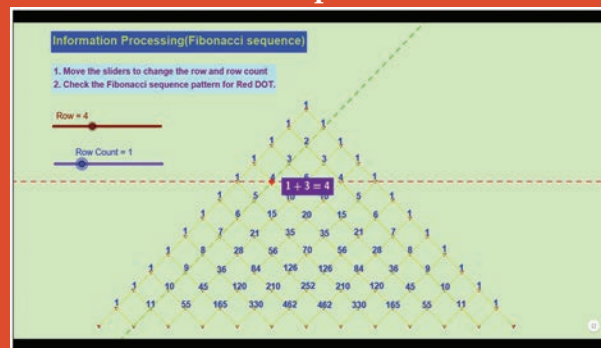 Information Processing(Fibonacci sequence)
1. Move the sliders to change the row and row count
2. Check the Fibonacci sequence pattern for Red DOT.
Row = 4
Row Count = 1
1
1 1
1 2 1
1 3 3 1
1 4 4 1
1 + 3 = 4
1 5 5 1
1 6 15 20 15 6 1
1 7 21 35 35 21 7 1
1 8 28 56 70 56 28 8 1
1 9 36 84 126 126 84 36 9 1
1 10 45 120 210 252 210 120 45 10 1
1 11 55 165 330 462 462 330 165 55 11 1